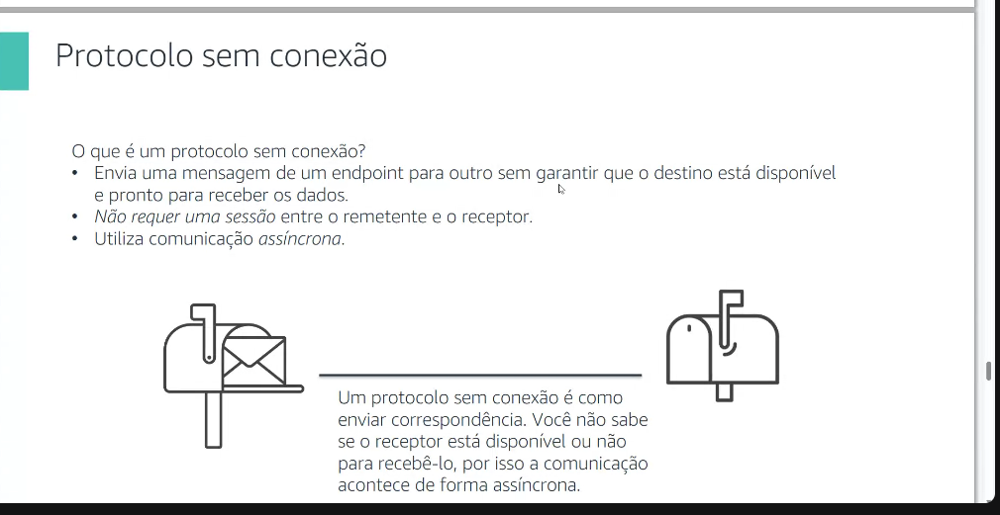 Protocolo sem conexão
O que é um protocolo sem conexão?
• Envia uma mensagem de um endpoint para outro sem garantir que o destino está disponível
e pronto para receber os dados.
• Não requer uma sessão entre o remetente e o receptor.
• Utiliza comunicação assíncrona.
Um protocolo sem conexão é como
enviar correspondência. Você não sabe
se o receptor está disponível ou não
para recebê-lo, por isso a comunicação
acontece de forma assíncrona.